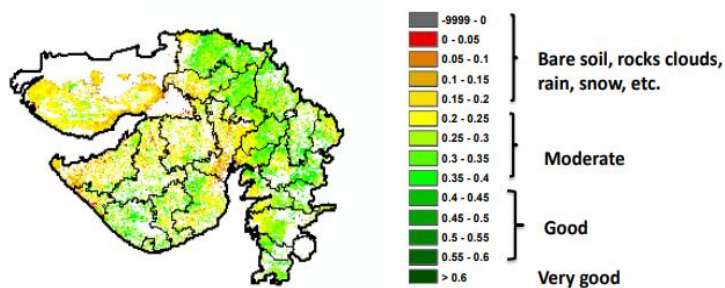 -9999 - 0
0 - 0.05
0.05 - 0.1
0.1 - 0.15
0.15 - 0.2
0.2 - 0.25
0.25 - 0.3
0.3 - 0.35
0.35 - 0.4
0.4 - 0.45
0.45 - 0.5
0.5 - 0.55
0.55 - 0.6
> 0.6
Bare soil, rocks clouds,
rain, snow, etc.
Moderate
Good
Very good